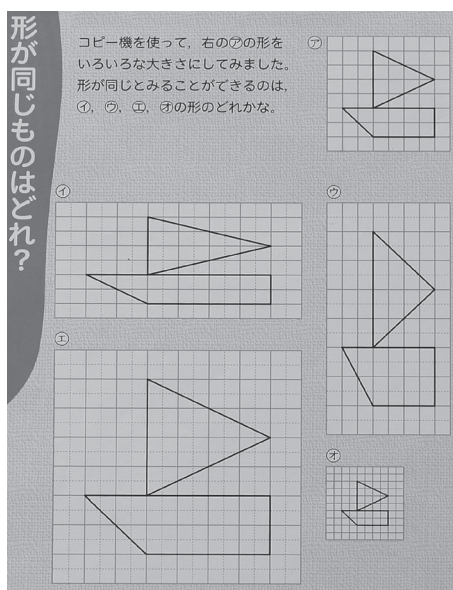 形が同じものはどれ？
コピー機を使って，右の㋐の形を
いろいろな大きさにしてみました。
形が同じとみることができるのは，
㋑，㋒，㋓，㋔の形のどれかな。
㋐
㋑
㋒
㋓
㋔